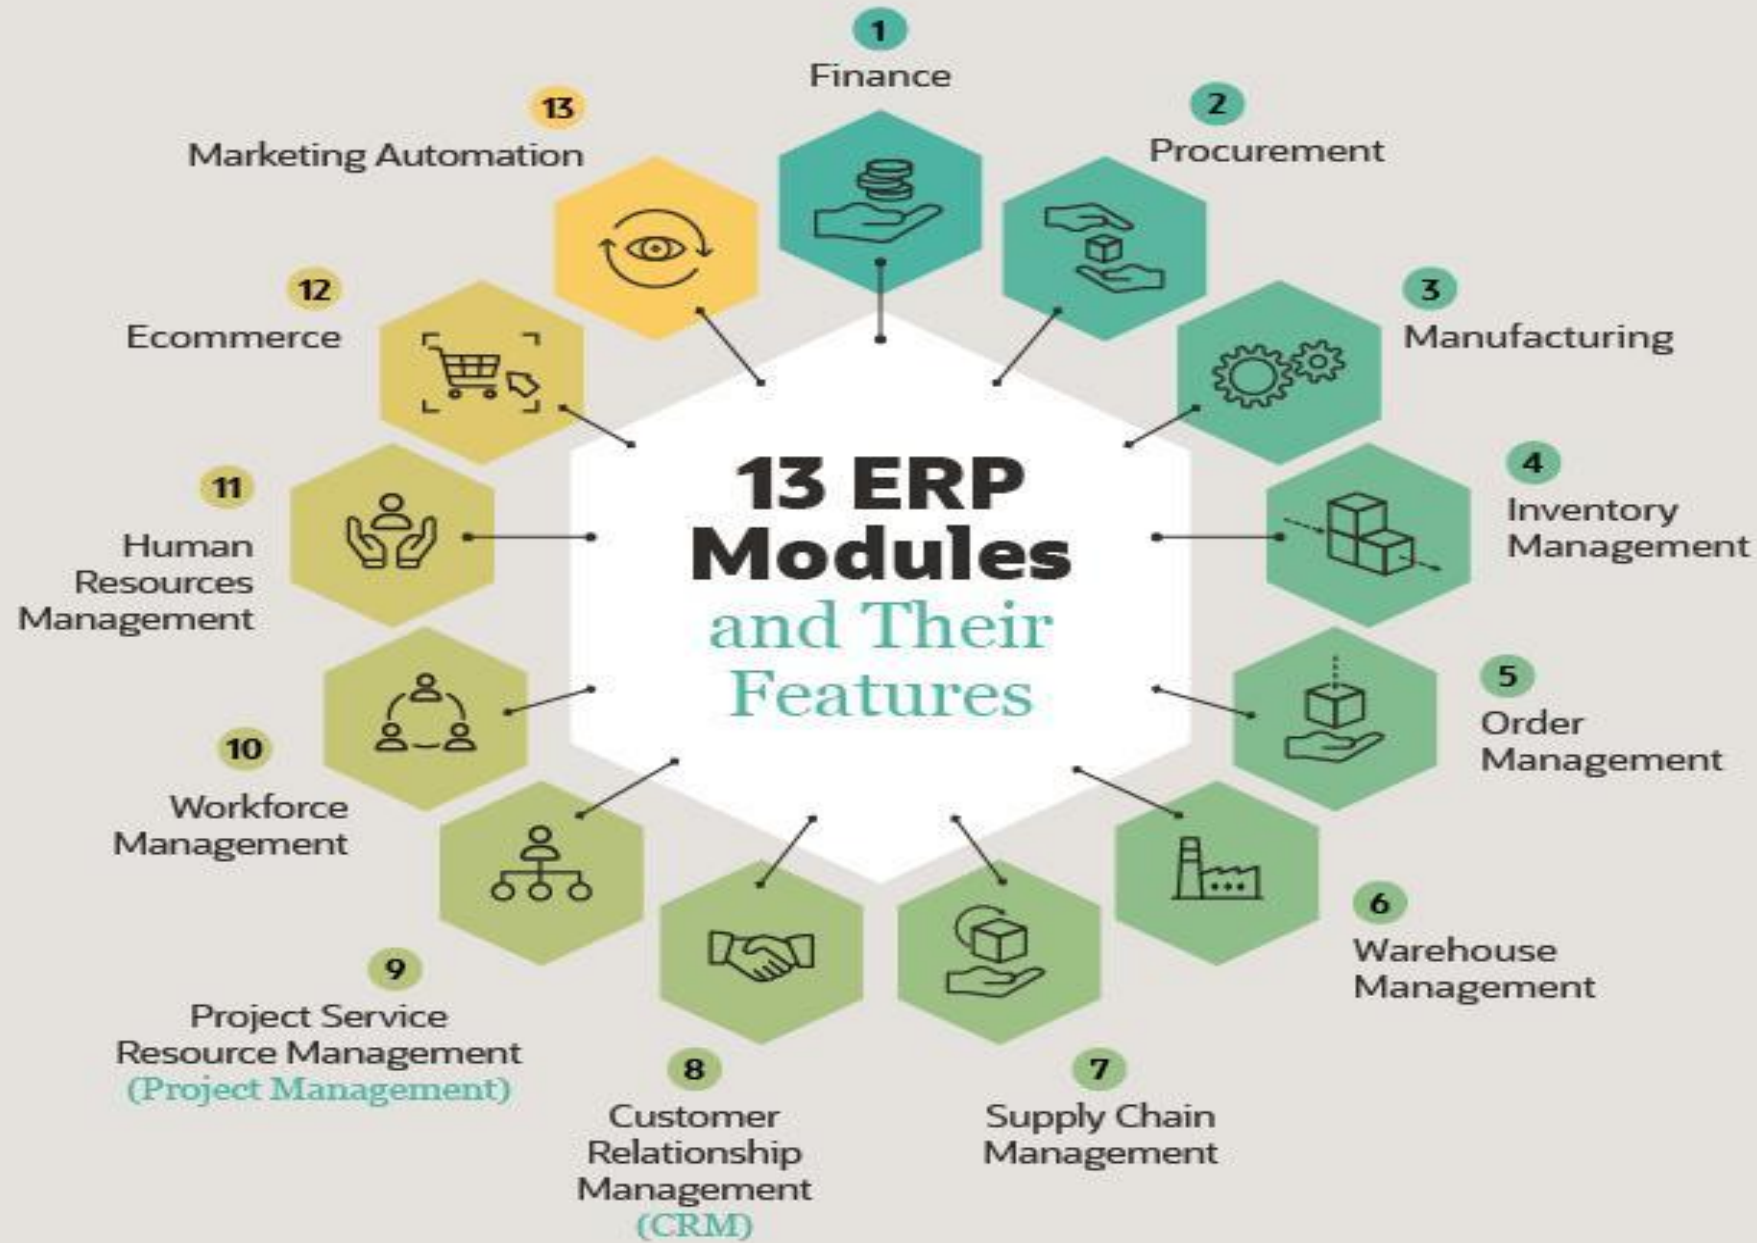 13 ERP
Modules
and Their
Features
1
Finance
2
Procurement
3
Manufacturing
4
Inventory
Management
5
Order
Management
6
Warehouse
Management
7
Supply Chain
Management
8
Customer
Relationship
Management
(CRM)
9
Project Service
Resource Management
(Project Management)
10
Workforce
Management
11
Human
Resources
Management
12
Ecommerce
13
Marketing Automation